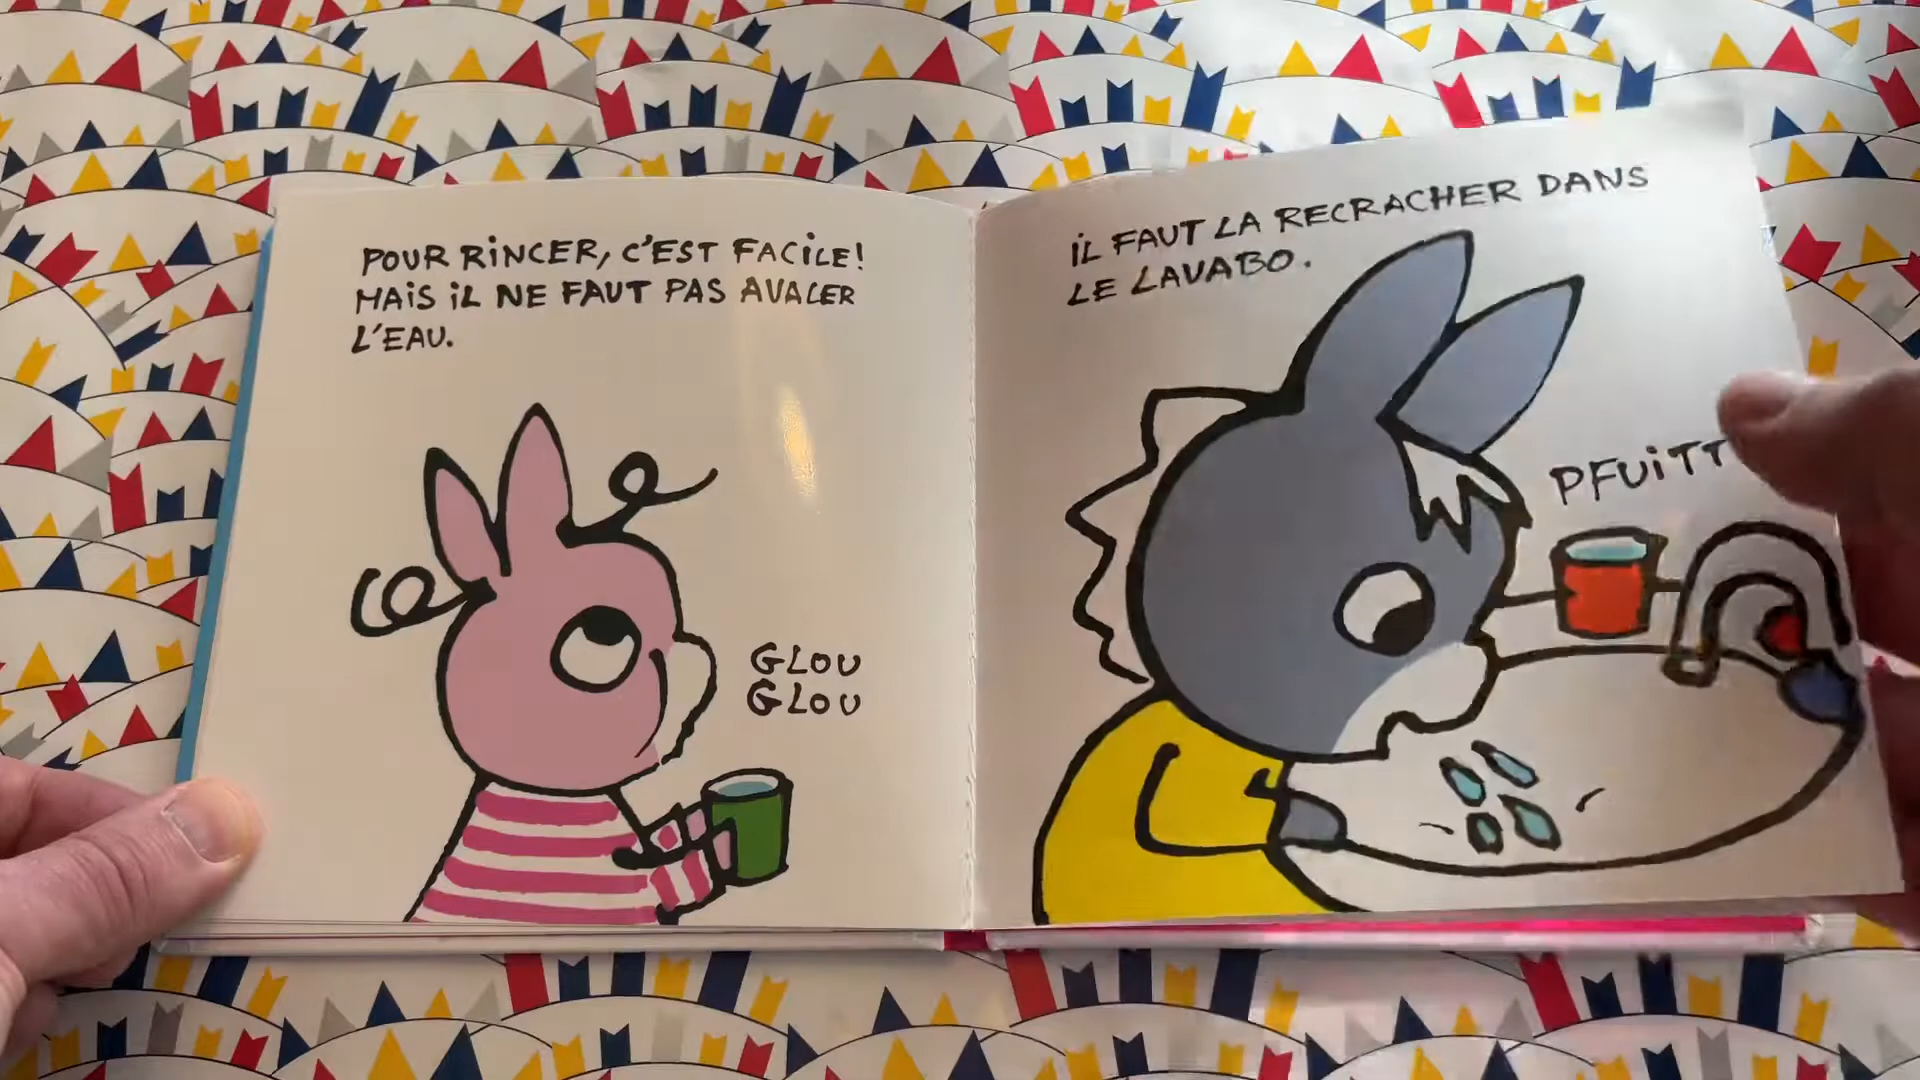 POUR RiNCER, C'EST FACiLE!
MAiS iL NE FAUT PAS AVALER
L'EAU.
GLOU
GLOU
iL FAUT LA RECRACHER DANS
LE LAVABO.
PFUiTT